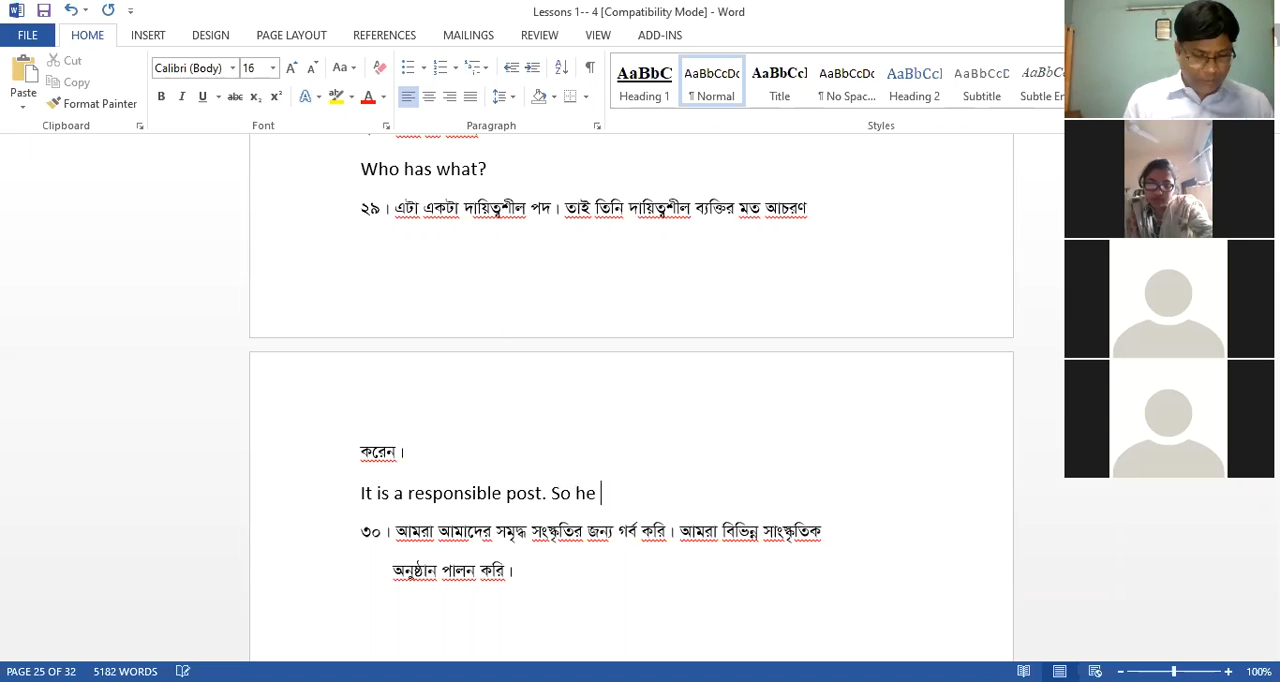 Lessons 1-- 4 [Compatibility Mode] - Word
FILE HOME INSERT DESIGN PAGE LAYOUT REFERENCES MAILINGS REVIEW VIEW ADD-INS
Paste
Cut
Copy
Format Painter
Calibri (Body) 16
AaBbC AaBbCcDc AaBbCc] AaBbCcDc AaBbCc] AaBbCcD AaBbCc
Heading 1 ¶ Normal Title ¶ No Spac... Heading 2 Subtitle Subtle Em
Clipboard Font Paragraph Styles
Who has what?
২৯। এটা একটা দায়িত্বশীল পদ। তাই তিনি দায়িত্বশীল ব্যক্তির মত আচরণ
করেন।
It is a responsible post. So he
৩০। আমরা আমাদের সমৃদ্ধ সংস্কৃতির জন্য গর্ব করি। আমরা বিভিন্ন সাংস্কৃতিক
অনুষ্ঠান পালন করি।
PAGE 25 OF 32 5182 WORDS 100%